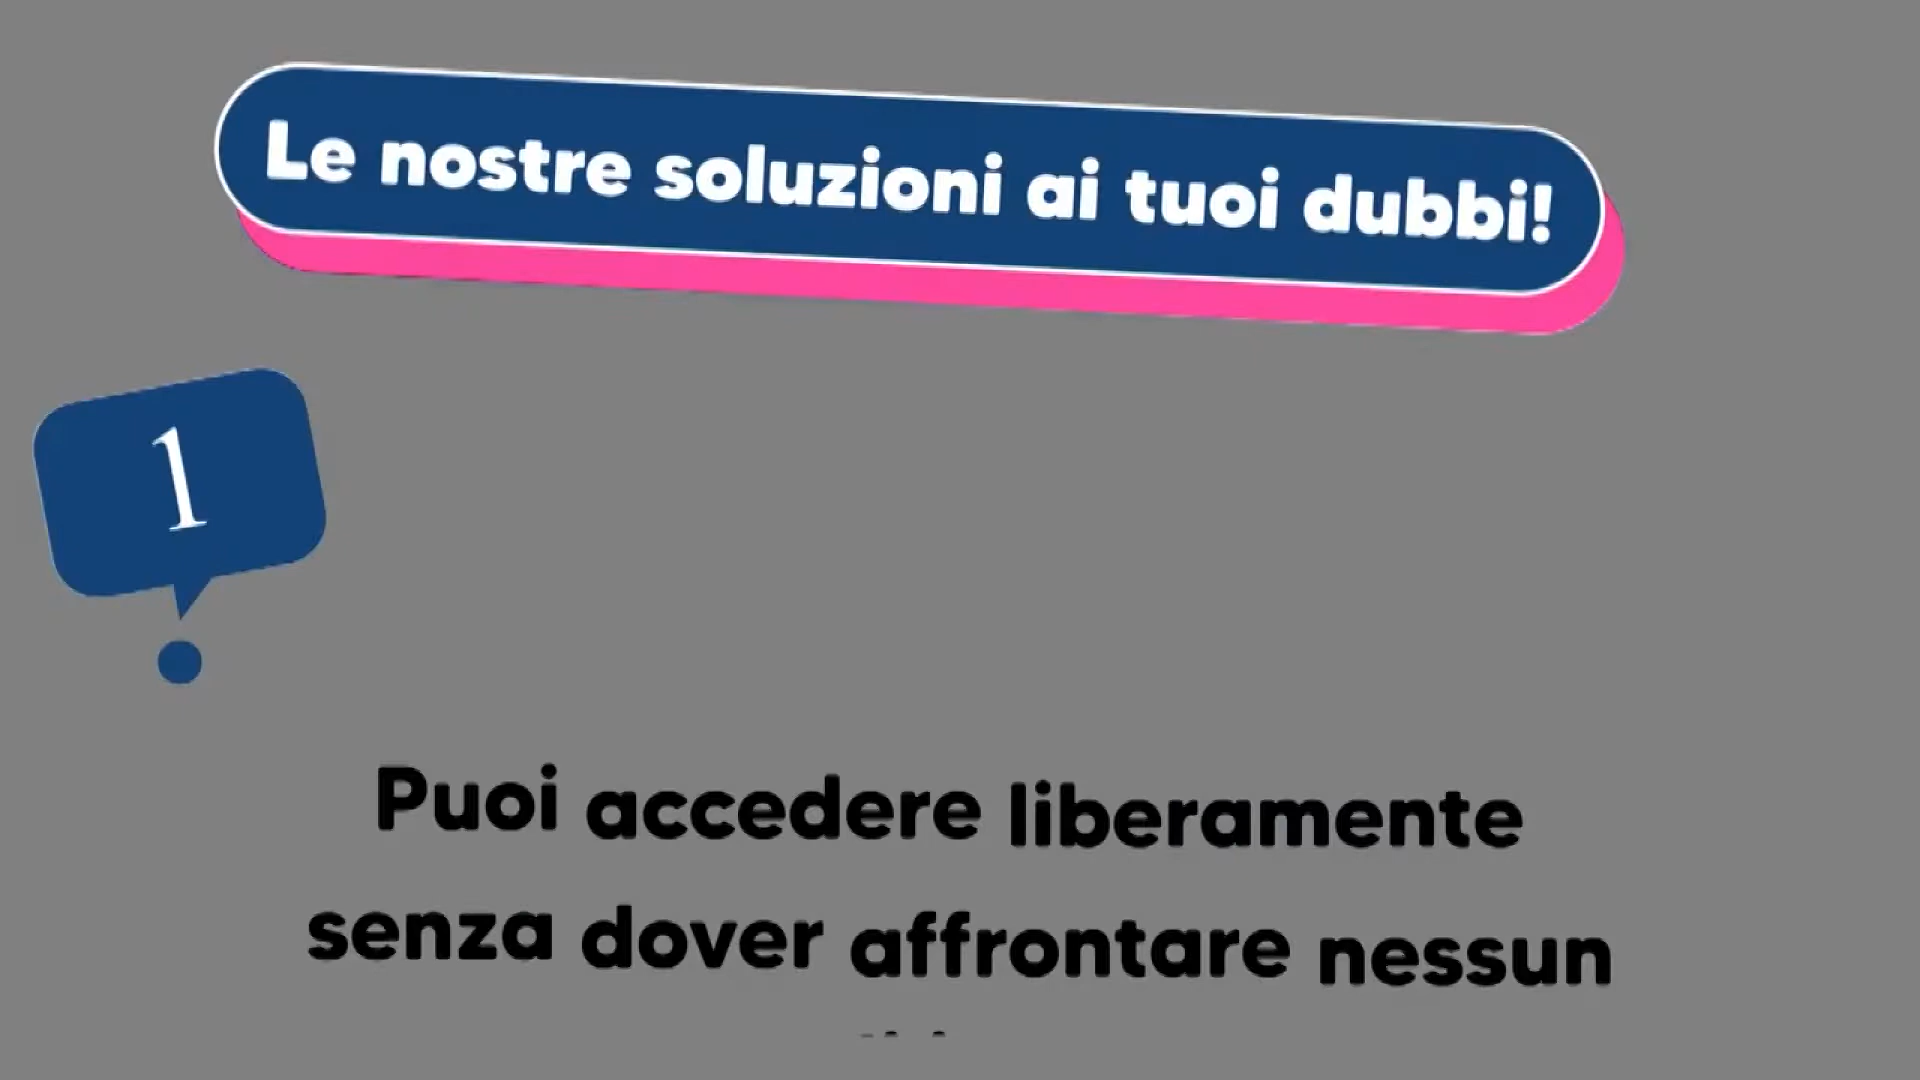 Le nostre soluzioni ai tuoi dubbi!
1
Puoi accedere liberamente
senza dover affrontare nessun